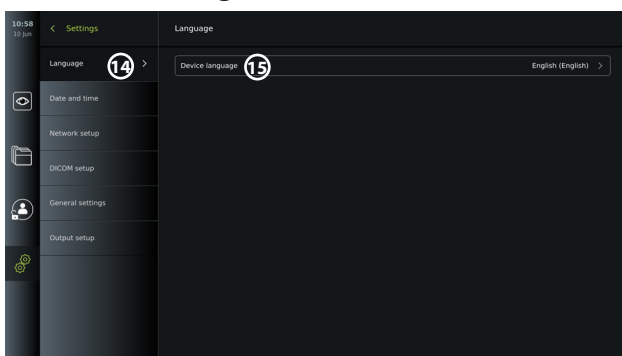 10:58
10 Jun
Settings
Language
Language
14
Device language
15
English (English)
Date and time
Network setup
DICOM setup
General settings
Output setup